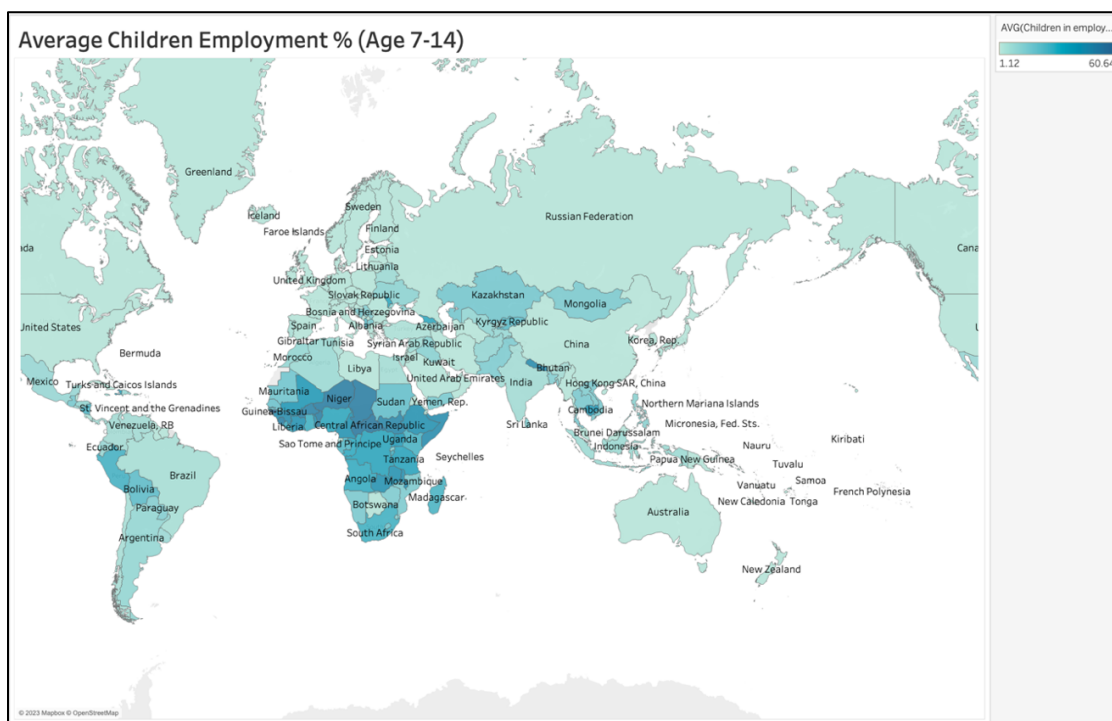 Average Children Employment % (Age 7-14)
AVG(Children in employ...
1.12 60.64
Greenland
Iceland
Sweden
Faroe Islands
Finland
Russian Federation
Estonia
Lithuania
nada
Cana
United Kingdom
Slovak Republic
Kazakhstan
Mongolia
Bosnia and Herzegovina
United States
Spain
Albania
Azerbaijan
Kyrgyz Republic
Gibraltar
Tunisia
Syrian Arab Republic
China
Korea, Rep.
Bermuda
Morocco
Israel
Kuwait
Libya
Bhutan
Mexico
Turks and Caicos Islands
United Arab Emirates
India
Hong Kong SAR, China
Mauritania
Niger
Sudan
Yemen, Rep.
Northern Mariana Islands
St. Vincent and the Grenadines
Guinea-Bissau
Cambodia
Venezuela, RB
Liberia
Central African Republic
Sri Lanka
Micronesia, Fed. Sts.
Brunei Darussalam
Ecuador
Sao Tome and Principe
Uganda
Indonesia
Nauru
Kiribati
Tanzania
Seychelles
Papua New Guinea
Tuvalu
Brazil
Bolivia
Angola
Mozambique
Vanuatu
Samoa
Madagascar
French Polynesia
Paraguay
Botswana
New Caledonia
Tonga
Australia
Argentina
South Africa
New Zealand
© 2023 Mapbox © OpenStreetMap